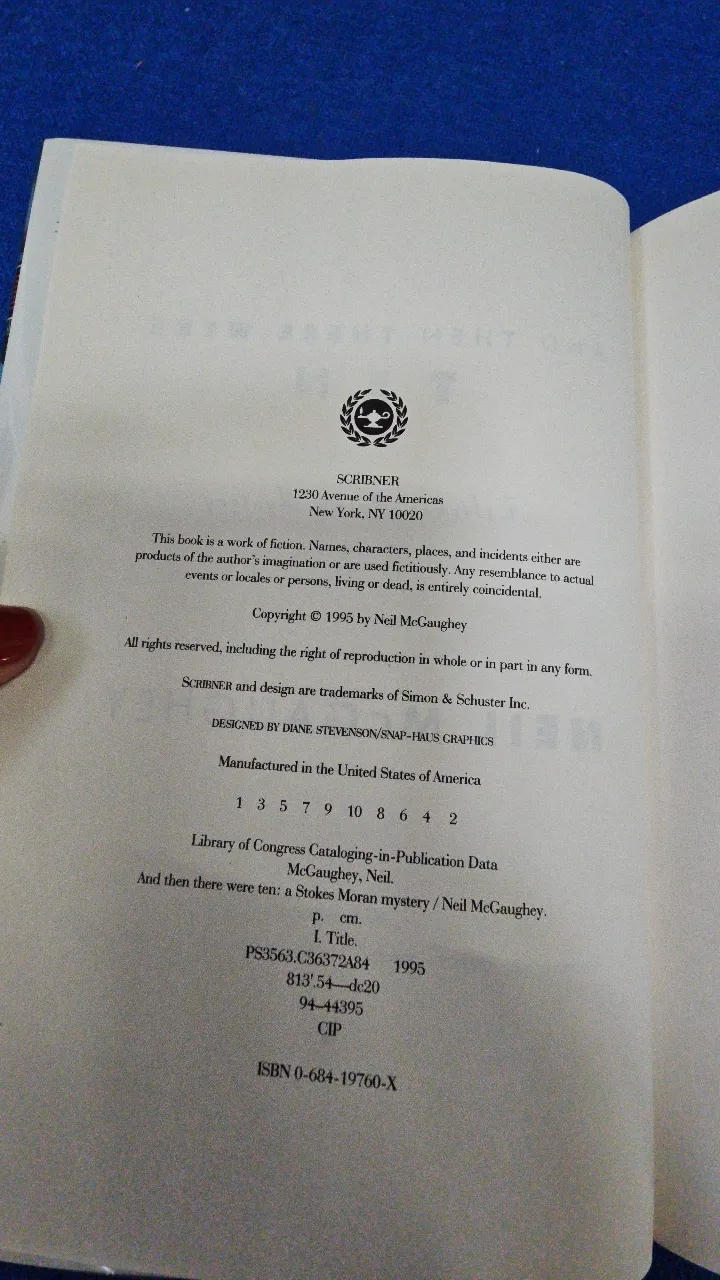 SCRIBNER
1230 Avenue of the Americas
New York, NY 10020
This book is a work of fiction. Names, characters, places, and incidents either are
products of the author's imagination or are used fictitiously. Any resemblance to actual
events or locales or persons, living or dead, is entirely coincidental.
Copyright © 1995 by Neil McGaughey
All rights reserved, including the right of reproduction in whole or in part in any form.
SCRIBNER and design are trademarks of Simon & Schuster Inc.
DESIGNED BY DIANE STEVENSON/SNAP-HAUS GRAPHICS
Manufactured in the United States of America
1 3 5 7 9 10 8 6 4 2
Library of Congress Cataloging-in-Publication Data
McGaughey, Neil.
And then there were ten: a Stokes Moran mystery / Neil McGaughey.
p. cm.
I. Title.
PS3563.C36372A84 1995
813'.54—dc20
94–44395
CIP
ISBN 0-684-19760-X